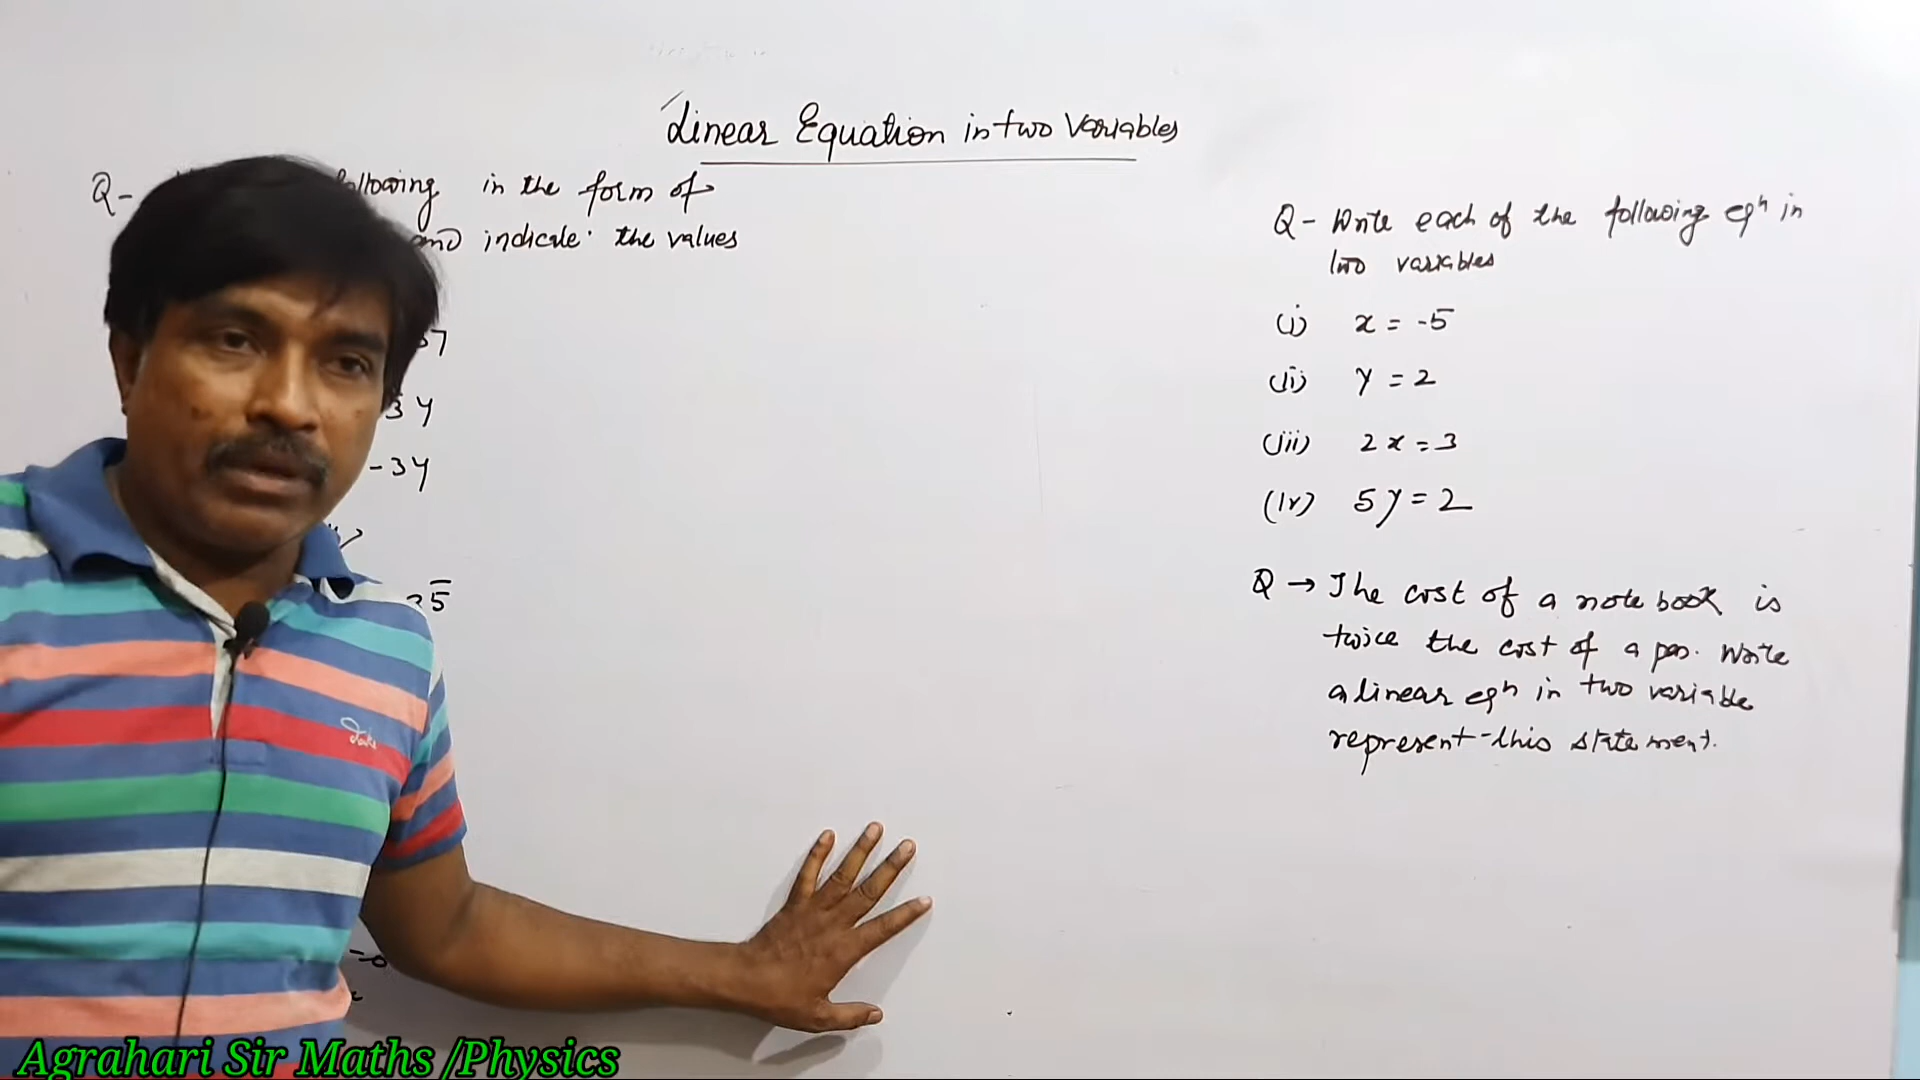 Linear Equation in two Variables
Q- following in the form of
and indicate the values
37
3y
-3y
5
Q- Write each of the following eqn in
two variables
(i) x = -5
(ii) y = 2
(iii) 2x = 3
(iv) 5y = 2
Q → The cost of a note book is
twice the cost of a pen. Write
a linear eqn in two variable
represent this statement.
Agrahari Sir Maths /Physics